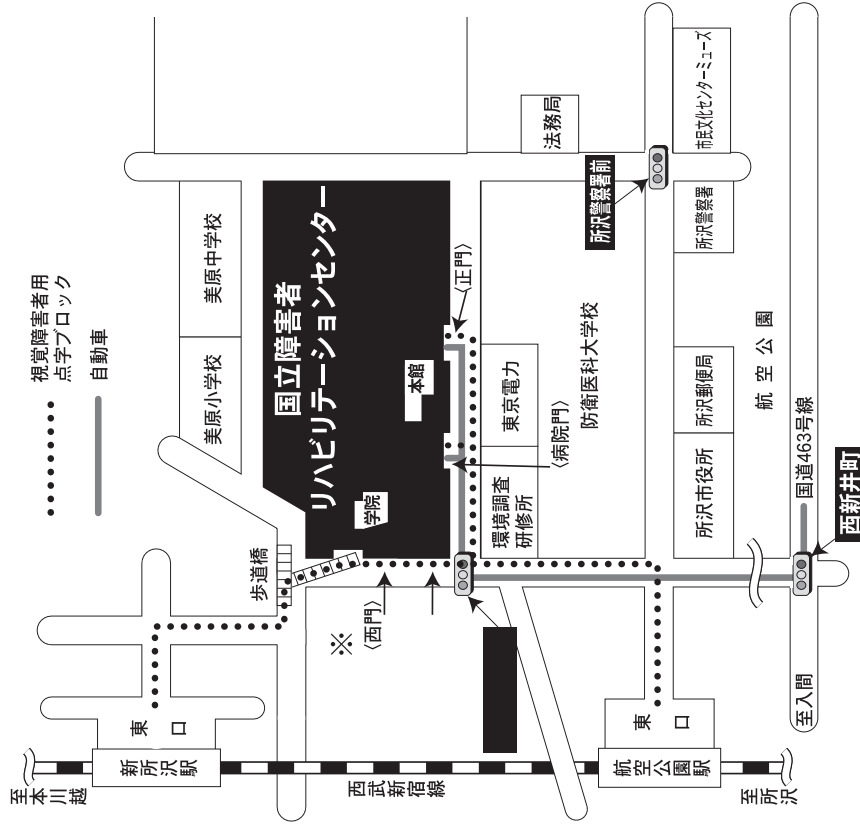 視覚障害者用
点字ブロック
自動車
美原中学校
美原小学校
国立障害者
リハビリテーションセンター
本館
学院
〈正門〉
〈病院門〉
〈西門〉
※
歩道橋
法務局
所沢警察署前
市民文化センターミューズ
所沢警察署
防衛医科大学校
東京電力
環境調査
研修所
所沢郵便局
所沢市役所
航空公園
国道463号線
西新井町
至入間
東口
新所沢駅
至本川越
西武新宿線
東口
航空公園駅
至所沢